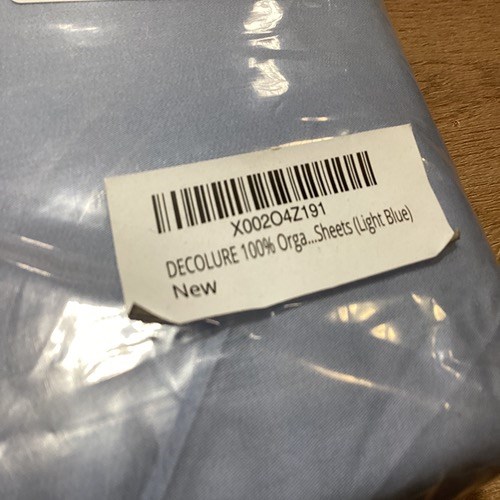 X002O4Z191
DECOLURE 100% Orga...Sheets (Light Blue)
New